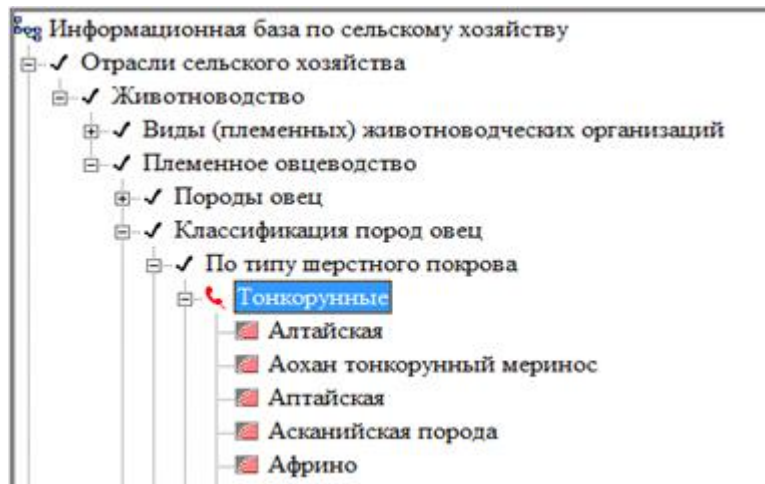 Информационная база по сельскому хозяйству
Отрасли сельского хозяйства
Животноводство
Виды (племенных) животноводческих организаций
Племенное овцеводство
Породы овец
Классификация пород овец
По типу шерстного покрова
Тонкорунные
Алтайская
Аохан тонкорунный меринос
Аптайская
Асканийская порода
Африно